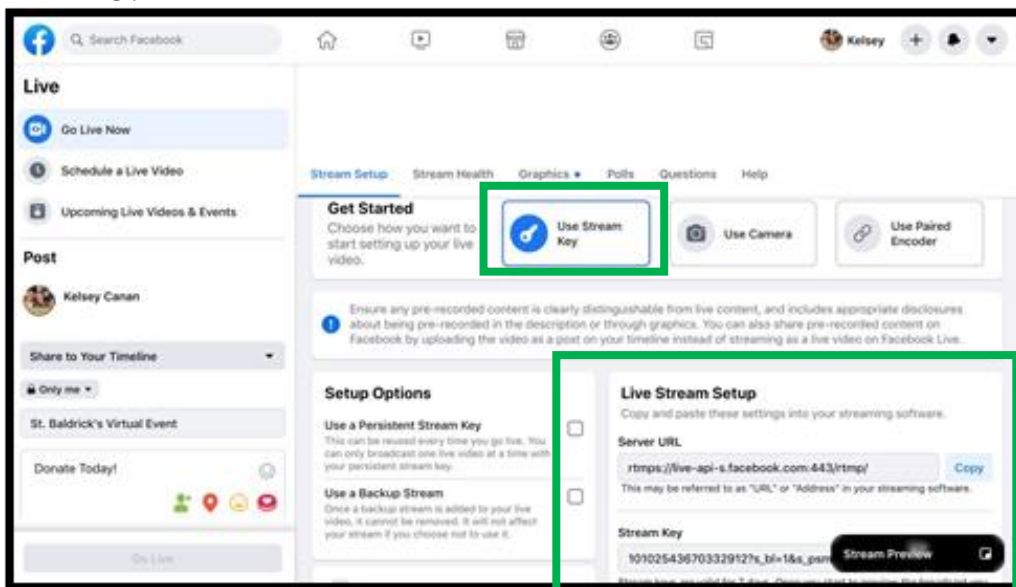 Search Facebook
Kelsey
Live
Go Live Now
Schedule a Live Video
Upcoming Live Videos & Events
Post
Kelsey Canan
Share to Your Timeline
Only me
St. Baldrick's Virtual Event
Donate Today!
Go Live
Stream Setup
Stream Health
Graphics
Polls
Questions
Help
Get Started
Choose how you want to
start setting up your live
video.
Use Stream
Key
Use Camera
Use Paired
Encoder
Ensure any pre-recorded content is clearly distinguishable from live content, and includes appropriate disclosures
about being pre-recorded in the description or through graphics. You can also share pre-recorded content on
Facebook by uploading the video as a post on your timeline instead of streaming as a live video on Facebook Live.
Setup Options
Use a Persistent Stream Key
This can be reused every time you go live. You
can only broadcast one live video at a time with
your persistent stream key.
Use a Backup Stream
Once a backup stream is added to your live
video, it cannot be removed. It will not affect
your stream if you choose not to use it.
Live Stream Setup
Copy and paste these settings into your streaming software.
Server URL
rtmps://live-api-s.facebook.com:443/rtmp/
Copy
This may be referred to as "URL" or "Address" in your streaming software.
Stream Key
10102543670332912?s_bl=1&s_psm
Stream Preview